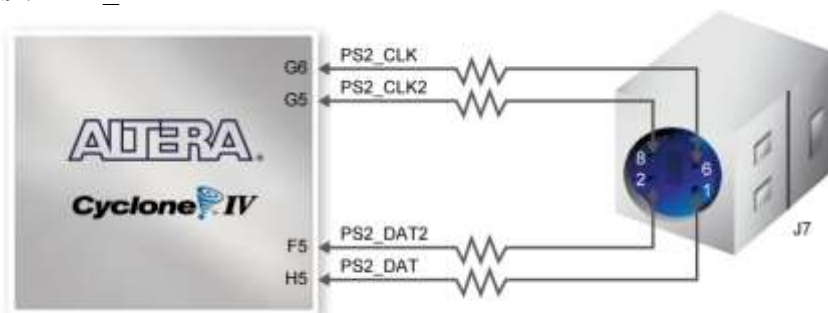 G6 PS2_CLK
G5 PS2_CLK2
ALTERA.
Cyclone IV
8 6
2 1
J7
F5 PS2_DAT2
H5 PS2_DAT